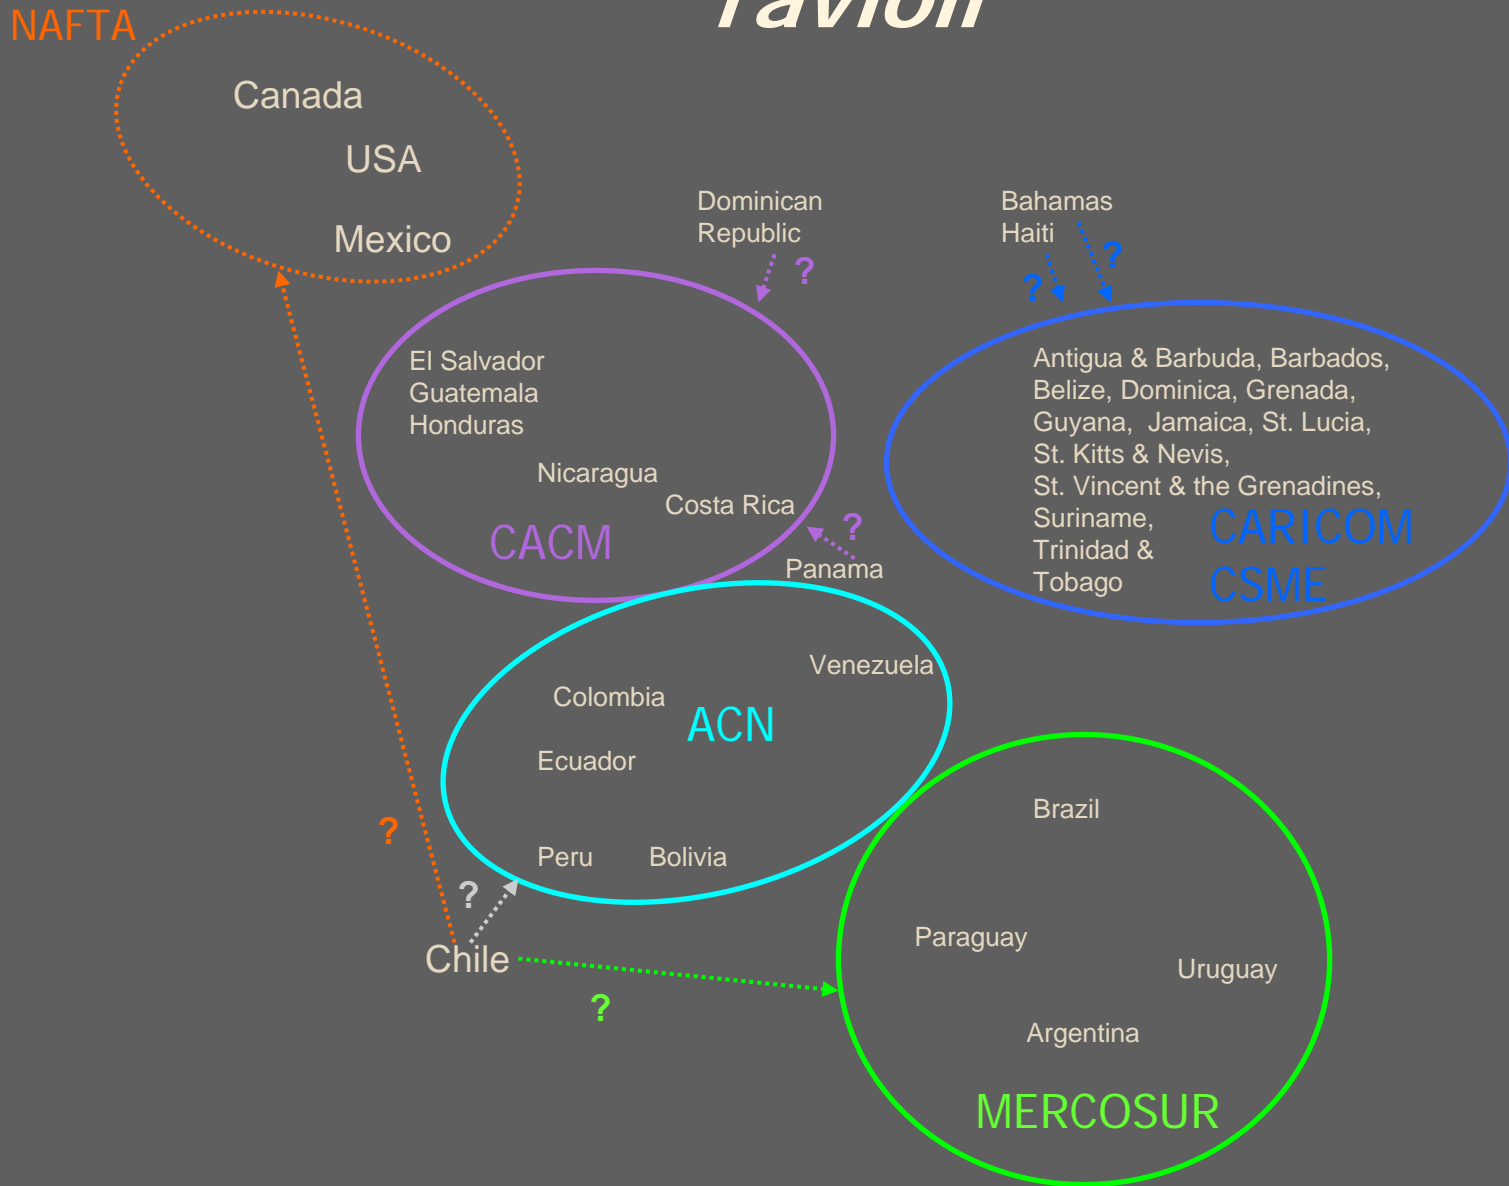 NAFTA
ravioli
Canada
USA
Mexico
Dominican
Republic
?
Bahamas
Haiti
?
?
El Salvador
Guatemala
Honduras
Nicaragua
Costa Rica
CACM
?
Panama
Antigua & Barbuda, Barbados,
Belize, Dominica, Grenada,
Guyana, Jamaica, St. Lucia,
St. Kitts & Nevis,
St. Vincent & the Grenadines,
Suriname,
Trinidad &
Tobago
CARICOM
CSME
Venezuela
Colombia
ACN
Ecuador
Peru
Bolivia
?
?
Chile
?
Brazil
Paraguay
Uruguay
Argentina
MERCOSUR